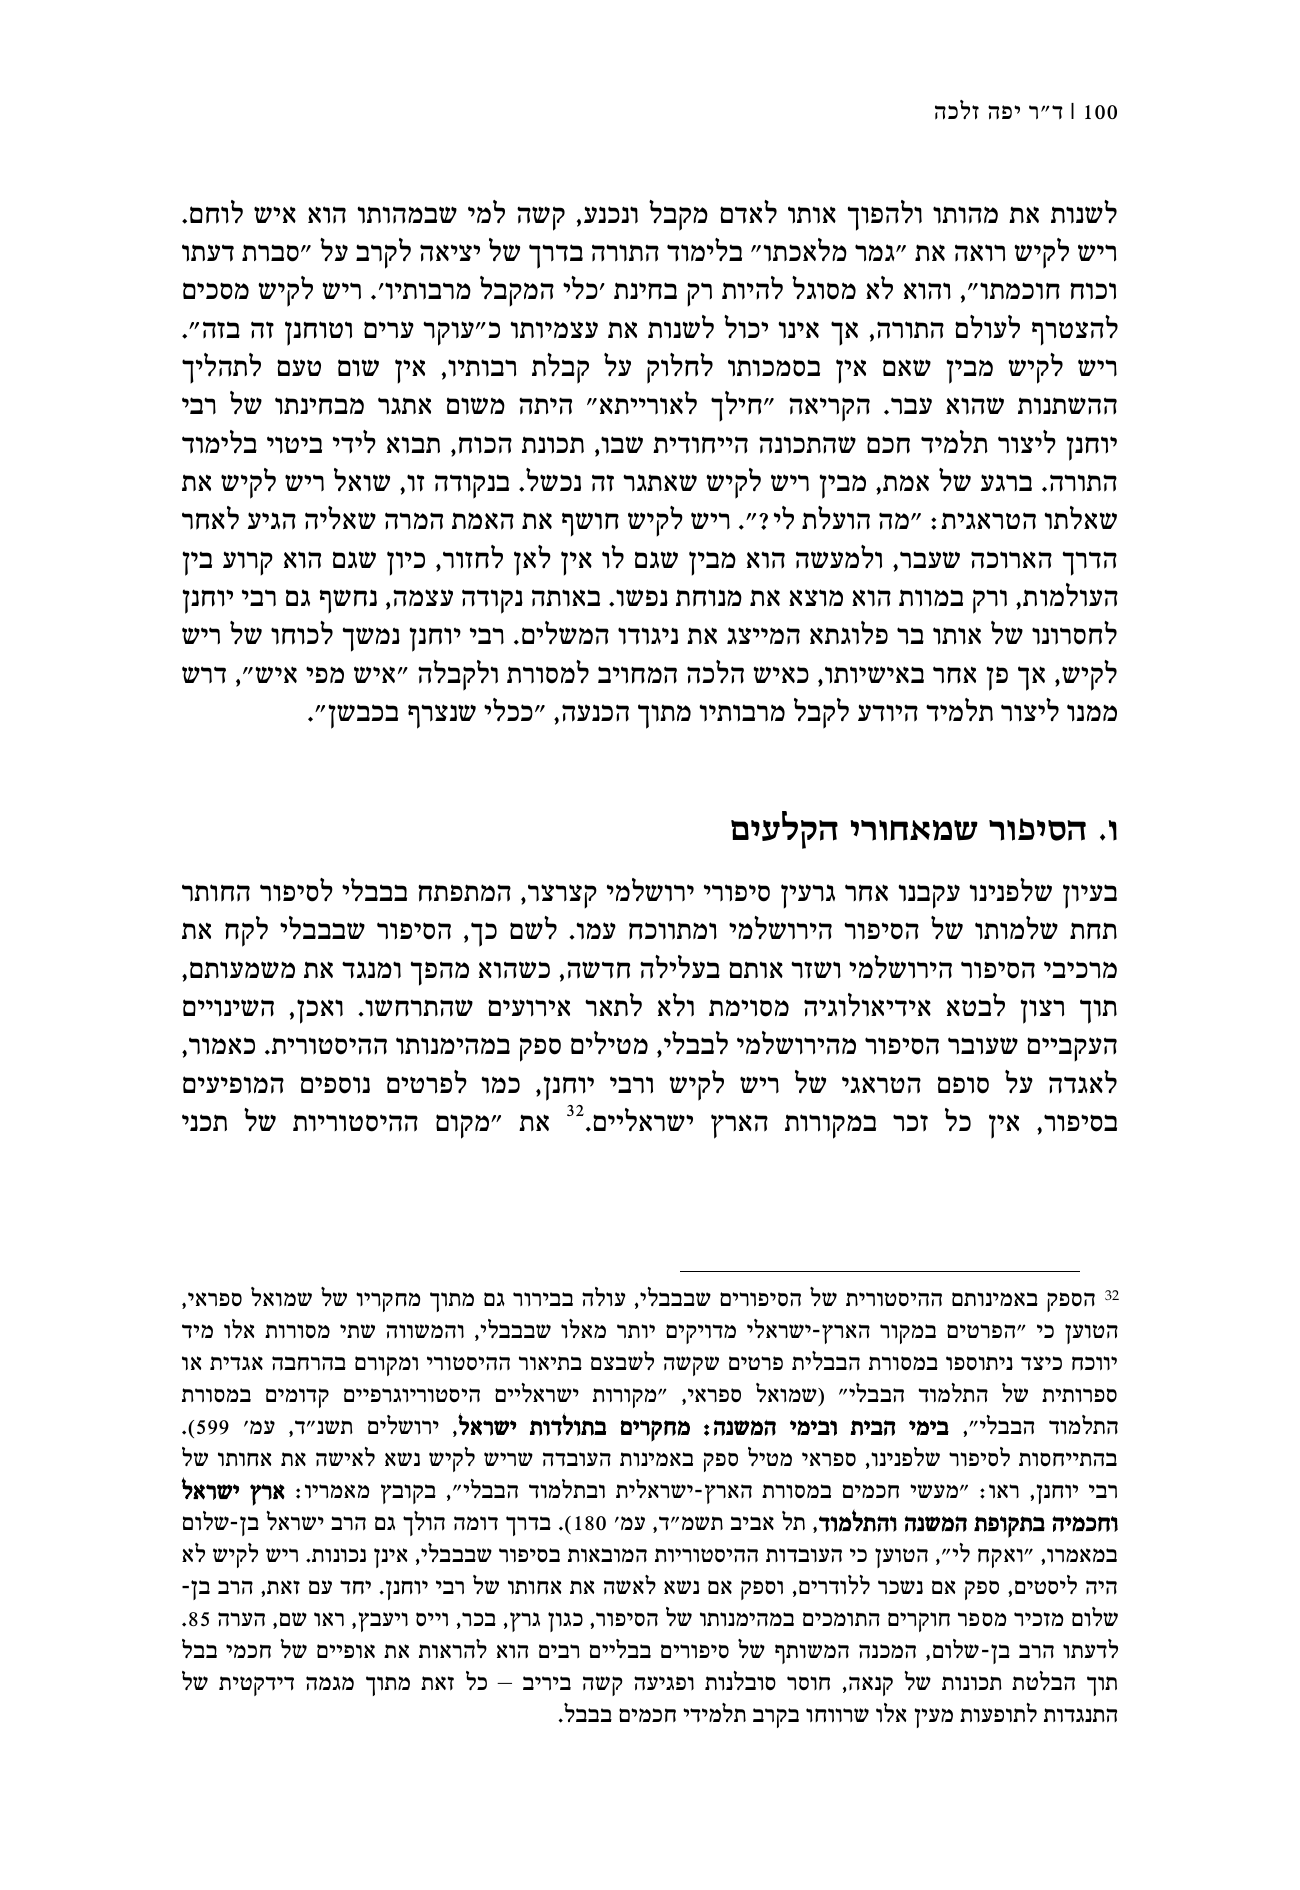 100 | ד״ר יפה זלכה
לשנות את מהותו ולהפוך אותו לאדם מקבל ונכנע, קשה למי שבמהותו הוא איש לוחם.
ריש לקיש רואה את ״גמר מלאכתו״ בלימוד התורה בדרך של יציאה לקרב על ״סברת דעתו
וכוח חוכמתו״, והוא לא מסוגל להיות רק בחינת ׳כלי המקבל מרבותיו׳. ריש לקיש מסכים
להצטרף לעולם התורה, אך אינו יכול לשנות את עצמיותו כ״עוקר ערים וטוחנן זה בזה״.
ריש לקיש מבין שאם אין בסמכותו לחלוק על קבלת רבותיו, אין שום טעם לתהליך
ההשתנות שהוא עבר. הקריאה ״חילך לאורייתא״ היתה משום אתגר מבחינתו של רבי
יוחנן ליצור תלמיד חכם שהתכונה הייחודית שבו, תכונת הכוח, תבוא לידי ביטוי בלימוד
התורה. ברגע של אמת, מבין ריש לקיש שאתגר זה נכשל. בנקודה זו, שואל ריש לקיש את
שאלתו הטראגית: ״מה הועלת לי?״. ריש לקיש חושף את האמת המרה שאליה הגיע לאחר
הדרך הארוכה שעבר, ולמעשה הוא מבין שגם לו אין לאן לחזור, כיון שגם הוא קרוע בין
העולמות, ורק במוות הוא מוצא את מנוחת נפשו. באותה נקודה עצמה, נחשף גם רבי יוחנן
לחסרונו של אותו בר פלוגתא המייצג את ניגודו המשלים. רבי יוחנן נמשך לכוחו של ריש
לקיש, אך פן אחר באישיותו, כאיש הלכה המחויב למסורת ולקבלה ״איש מפי איש״, דרש
ממנו ליצור תלמיד היודע לקבל מרבותיו מתוך הכנעה, ״ככלי שנצרף בכבשן״.
ו. הסיפור שמאחורי הקלעים
בעיון שלפנינו עקבנו אחר גרעין סיפורי ירושלמי קצרצר, המתפתח בבבלי לסיפור החותר
תחת שלמותו של הסיפור הירושלמי ומתווכח עמו. לשם כך, הסיפור שבבבלי לקח את
מרכיבי הסיפור הירושלמי ושזר אותם בעלילה חדשה, כשהוא מהפך ומנגד את משמעותם,
תוך רצון לבטא אידיאולוגיה מסוימת ולא לתאר אירועים שהתרחשו. ואכן, השינויים
העקביים שעובר הסיפור מהירושלמי לבבלי, מטילים ספק במהימנותו ההיסטורית. כאמור,
לאגדה על סופם הטראגי של ריש לקיש ורבי יוחנן, כמו לפרטים נוספים המופיעים
בסיפור, אין כל זכר במקורות הארץ ישראליים.32 את ״מקום ההיסטוריות של תכני
32 הספק באמינותם ההיסטורית של הסיפורים שבבבלי, עולה בבירור גם מתוך מחקריו של שמואל ספראי,
הטוען כי ״הפרטים במקור הארץ-ישראלי מדויקים יותר מאלו שבבבלי, והמשווה שתי מסורות אלו מיד
יווכח כיצד ניתוספו במסורת הבבלית פרטים שקשה לשבצם בתיאור ההיסטורי ומקורם בהרחבה אגדית או
ספרותית של התלמוד הבבלי״ (שמואל ספראי, ״מקורות ישראליים היסטוריוגרפיים קדומים במסורת
התלמוד הבבלי״, בימי הבית ובימי המשנה: מחקרים בתולדות ישראל, ירושלים תשנ״ד, עמ׳ 599).
בהתייחסות לסיפור שלפנינו, ספראי מטיל ספק באמינות העובדה שריש לקיש נשא לאישה את אחותו של
רבי יוחנן, ראו: ״מעשי חכמים במסורת הארץ-ישראלית ובתלמוד הבבלי״, בקובץ מאמריו: ארץ ישראל
וחכמיה בתקופת המשנה והתלמוד, תל אביב תשמ״ד, עמ׳ 180). בדרך דומה הולך גם הרב ישראל בן-שלום
במאמרו, ״ואקח לי״, הטוען כי העובדות ההיסטוריות המובאות בסיפור שבבבלי, אינן נכונות. ריש לקיש לא
היה ליסטים, ספק אם נשכר ללודרים, וספק אם נשא לאשה את אחותו של רבי יוחנן. יחד עם זאת, הרב בן-
שלום מזכיר מספר חוקרים התומכים במהימנותו של הסיפור, כגון גרץ, בכר, וייס ויעבץ, ראו שם, הערה 85.
לדעתו הרב בן-שלום, המכנה המשותף של סיפורים בבליים רבים הוא להראות את אופיים של חכמי בבל
תוך הבלטת תכונות של קנאה, חוסר סובלנות ופגיעה קשה ביריב – כל זאת מתוך מגמה דידקטית של
התנגדות לתופעות מעין אלו שרווחו בקרב תלמידי חכמים בבבל.